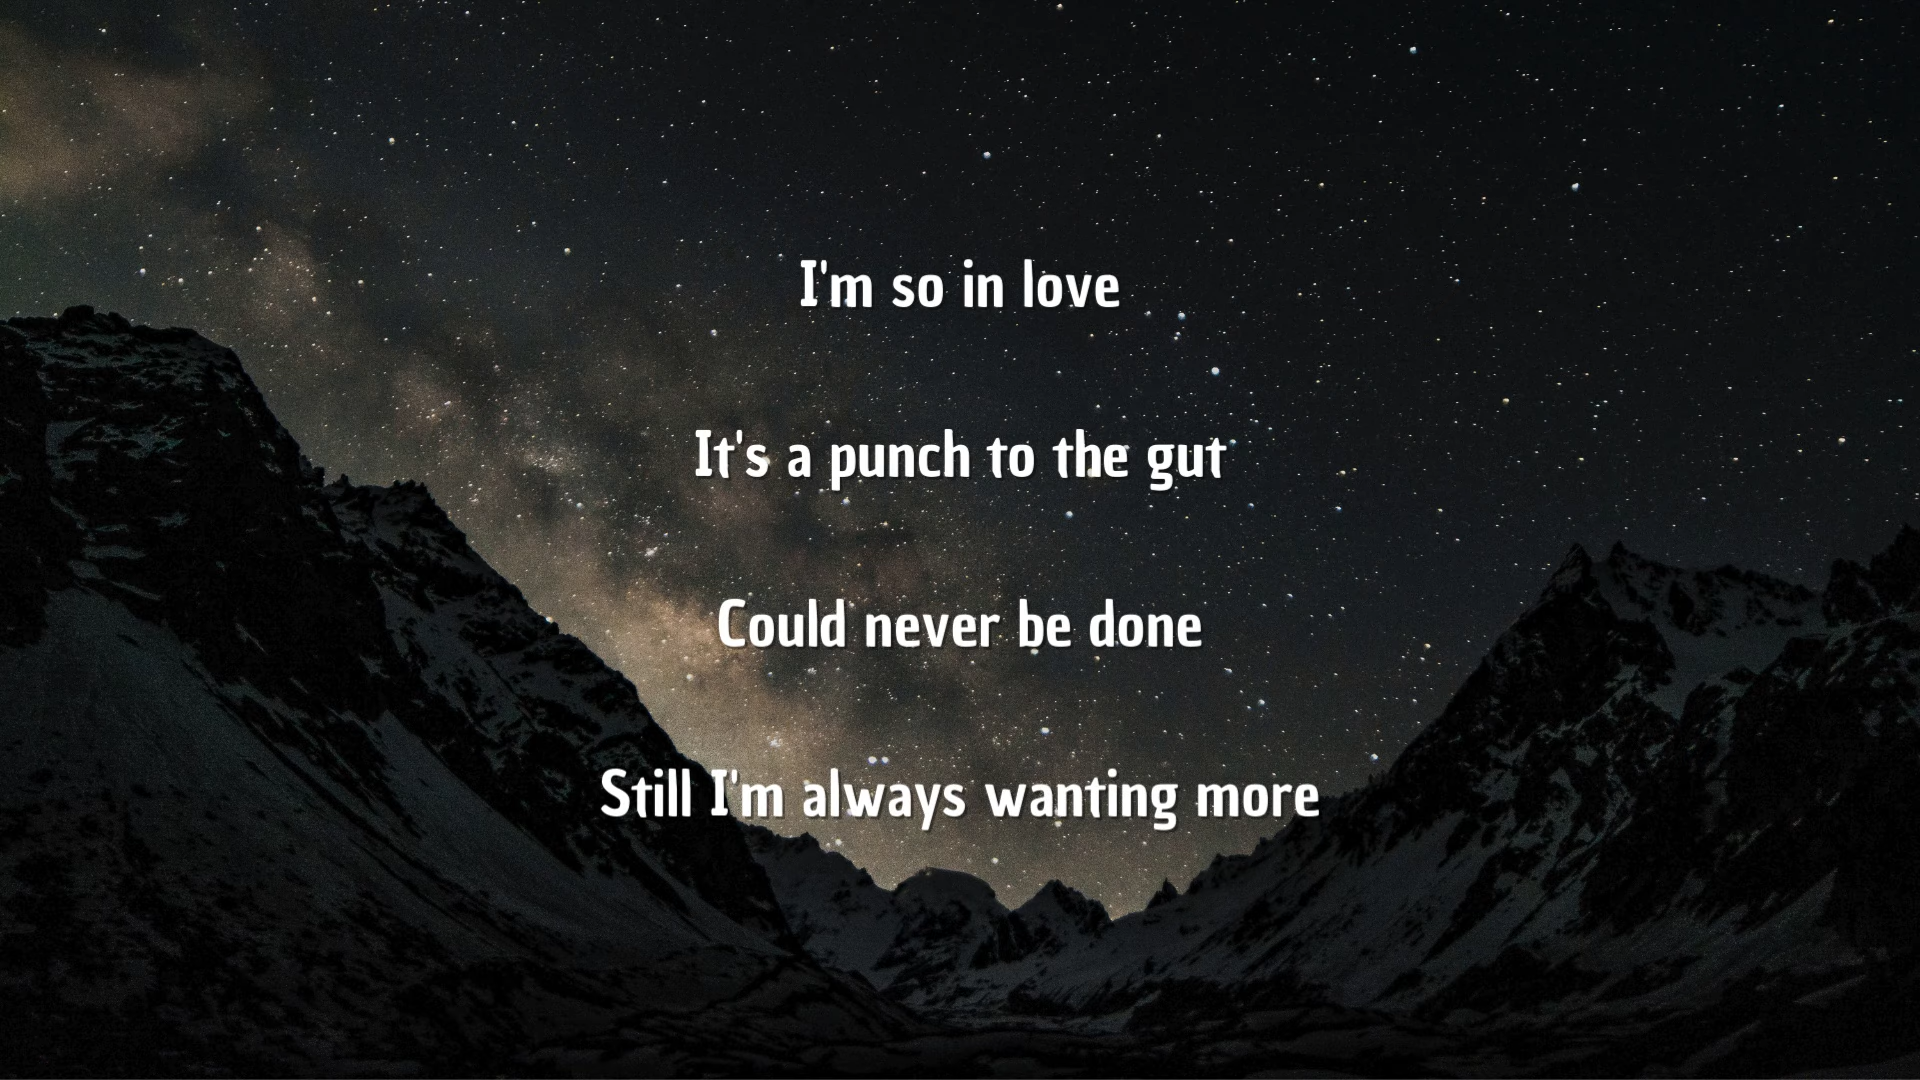 I'm so in love
It's a punch to the gut
Could never be done
Still I'm always wanting more